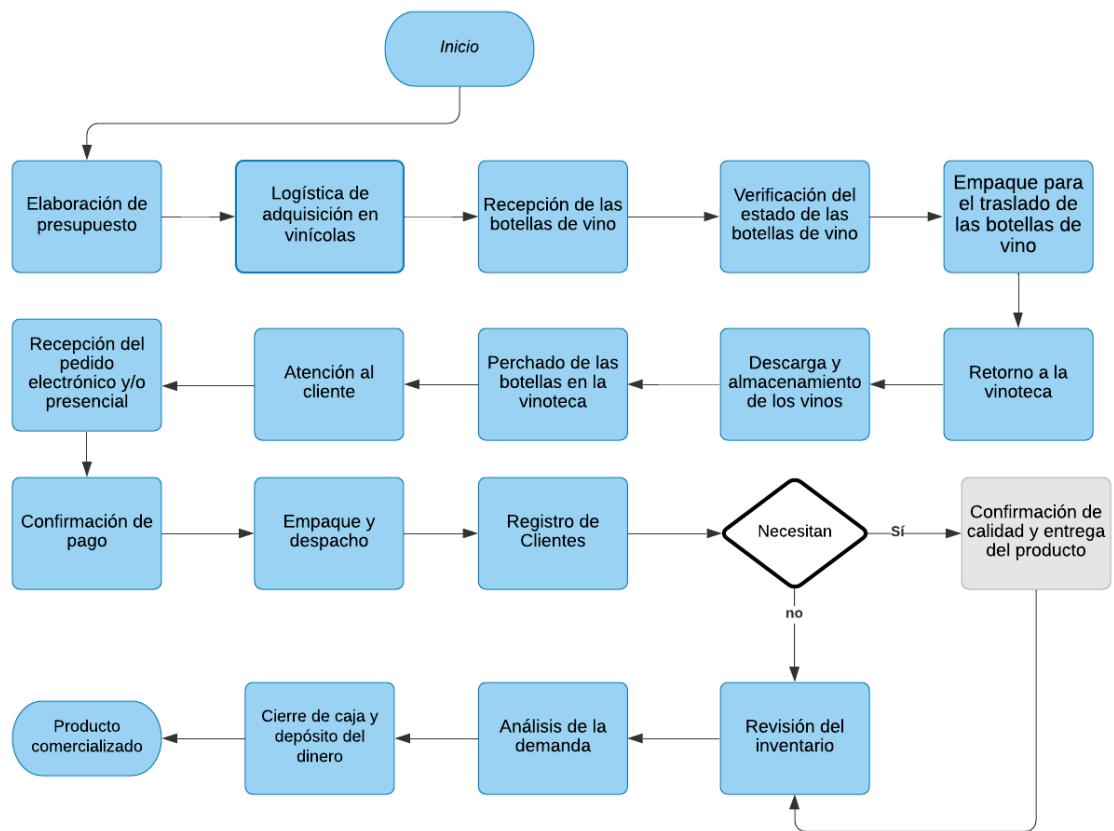 Inicio
Elaboración de
presupuesto
Logística de
adquisición en
vinícolas
Recepción de las
botellas de vino
Verificación del
estado de las
botellas de vino
Empaque para
el traslado de
las botellas de
vino
Recepción del
pedido
electrónico y/o
presencial
Atención al
cliente
Perchado de las
botellas en la
vinoteca
Descarga y
almacenamiento
de los vinos
Retorno a la
vinoteca
Confirmación de
pago
Empaque y
despacho
Registro de
Clientes
Necesitan
Sí
Confirmación de
calidad y entrega
del producto
no
Producto
comercializado
Cierre de caja y
depósito del
dinero
Análisis de la
demanda
Revisión del
inventario